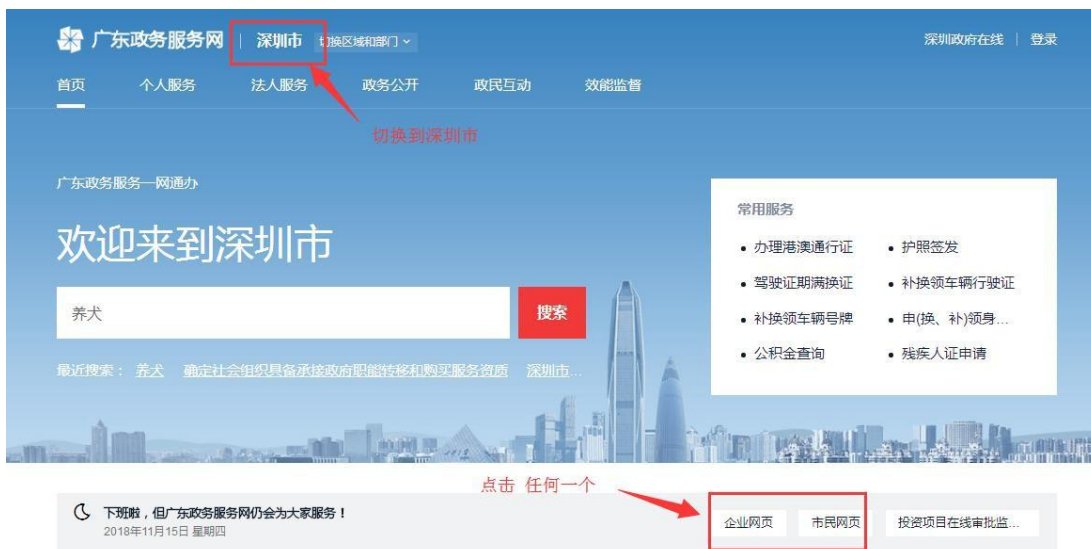 广东政务服务网 | 深圳市 切换区域和部门
深圳政府在线 | 登录
首页 个人服务 法人服务 政务公开 政民互动 效能监督
切换到深圳市
广东政务服务一网通办
欢迎来到深圳市
养犬 搜索
最近搜索： 养犬 确定社会组织具备承接政府职能转移和购买服务资质 深圳市...
常用服务
• 办理港澳通行证 • 护照签发
• 驾驶证期满换证 • 补换领车辆行驶证
• 补换领车辆号牌 • 申(换、补)领身...
• 公积金查询 • 残疾人证申请
点击 任何一个
下班啦，但广东政务服务网仍会为大家服务！
2018年11月15日 星期四
企业网页 市民网页 投资项目在线审批监...